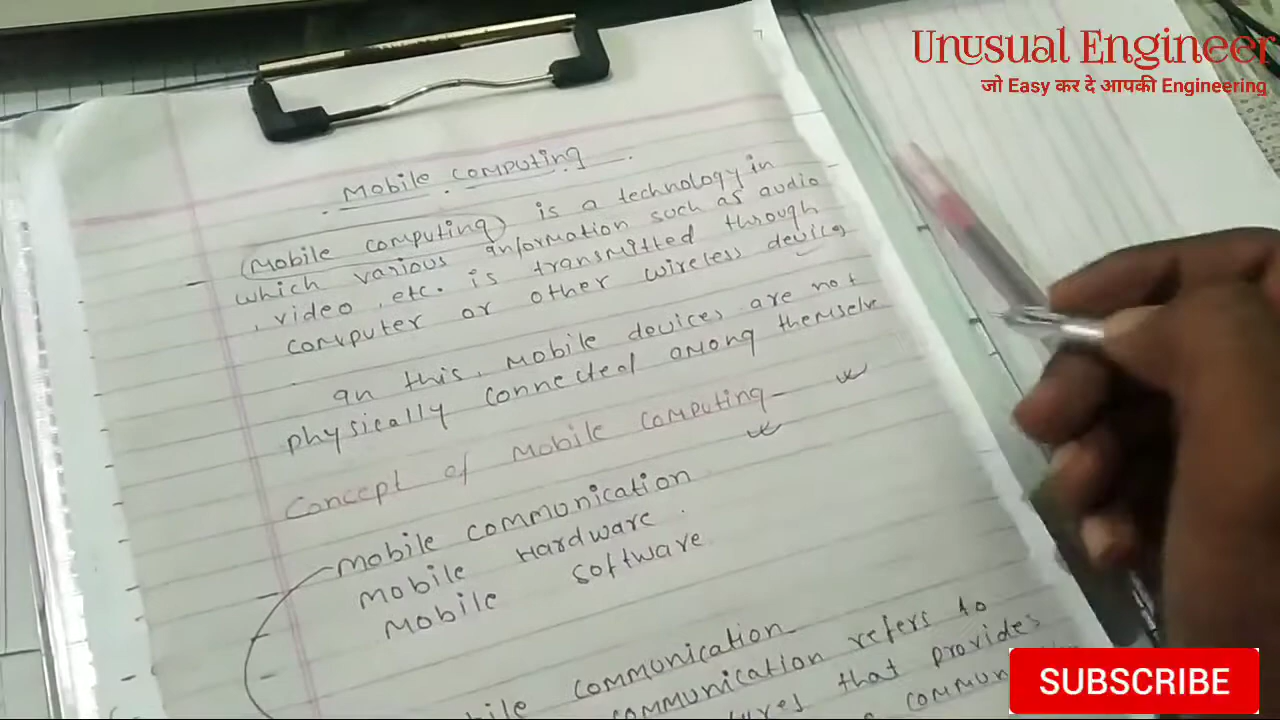 Unusual Engineer
जो Easy कर दे आपकी Engineering
Mobile Computing
(Mobile computing) is a technology in
which various information such as audio
, video, etc. is transmitted through
computer or other wireless devices
In this, mobile devices are not
physically connected among themselve
Concept of Mobile Computing
Mobile communication
Mobile Hardware.
Mobile Software
communication
communication refers to
that provides
SUBSCRIBE